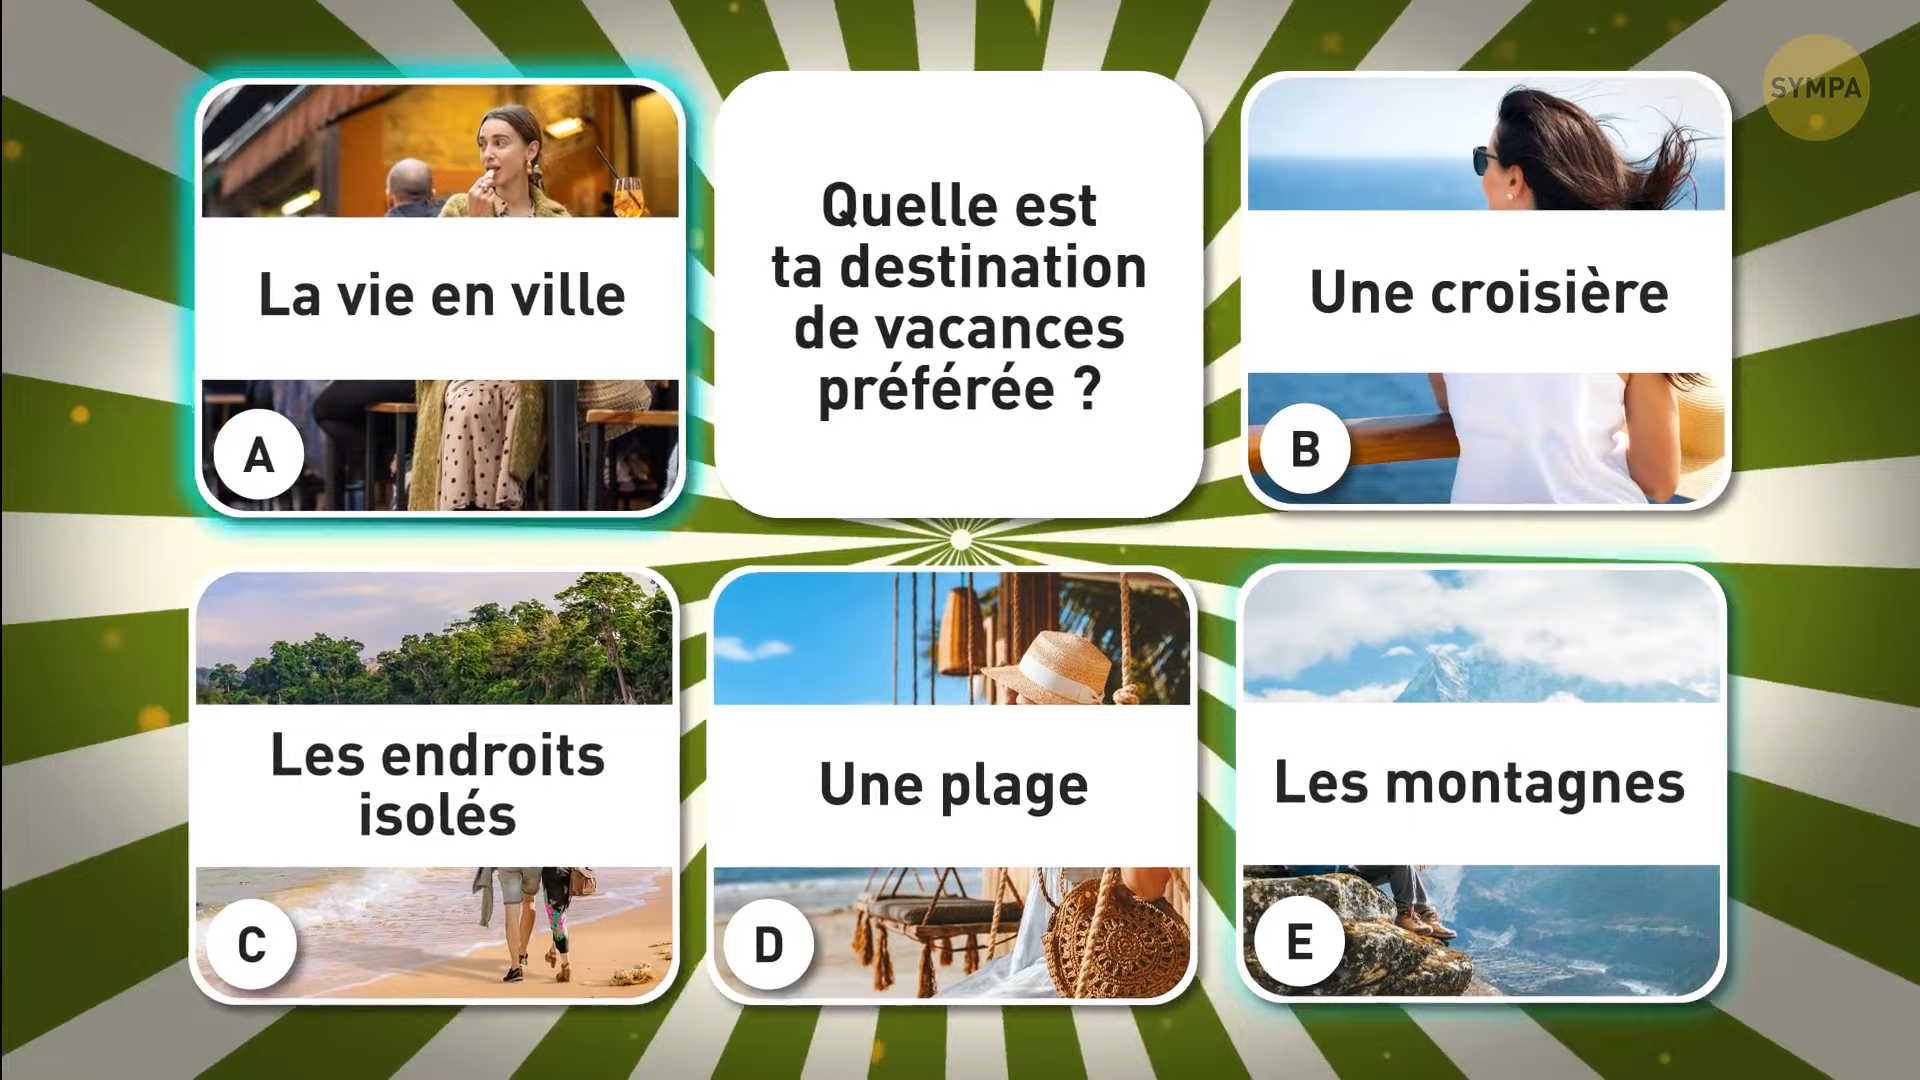 La vie en ville
A
Quelle est
ta destination
de vacances
préférée ?
Une croisière
B
SYMPA
Les endroits
isolés
C
Une plage
D
Les montagnes
E